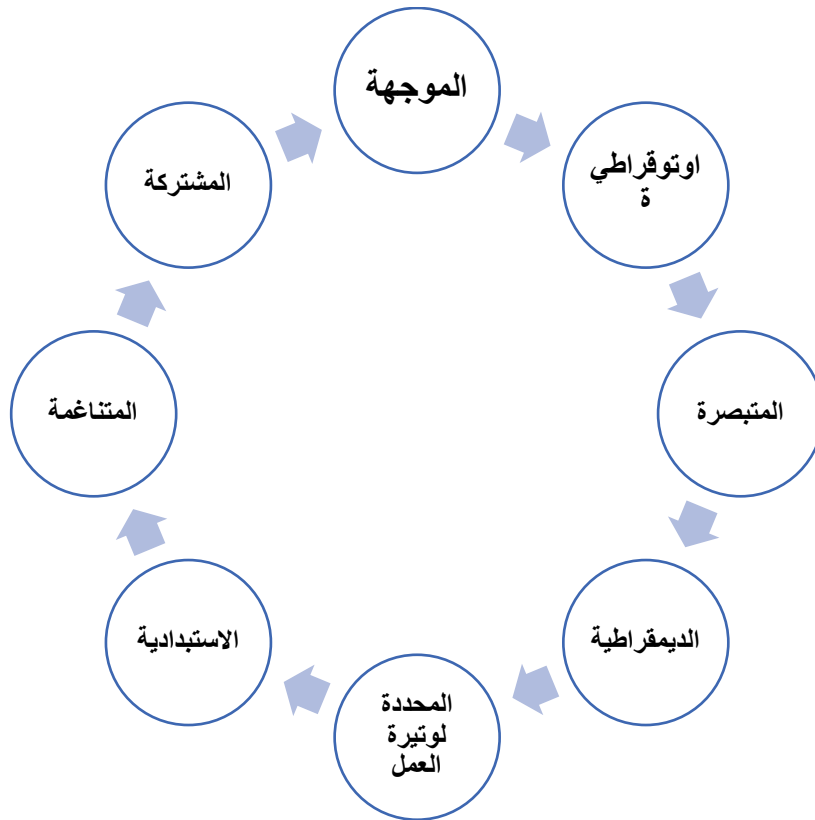 الموجهة
اوتوقراطي
ة
المتبصرة
الديمقراطية
المحددة
لوتيرة
العمل
الاستبدادية
المتناغمة
المشتركة